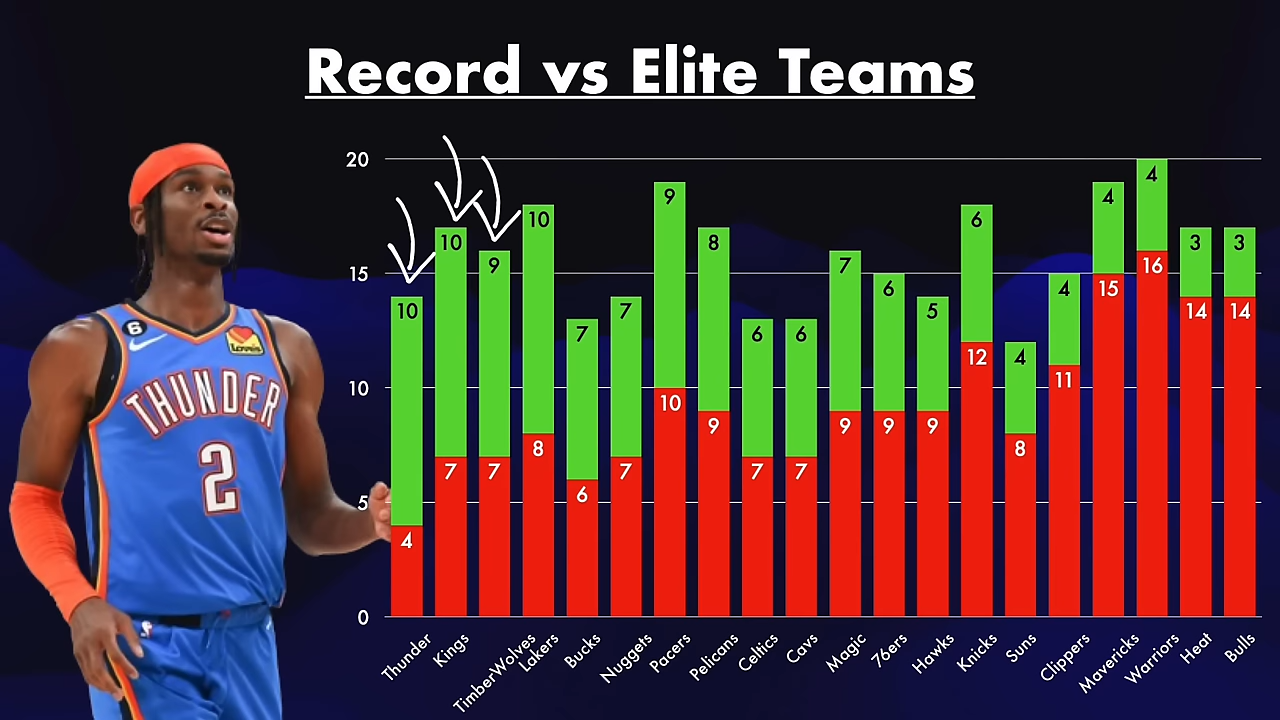 Record vs Elite Teams
20
15
10
5
0
10
10
9
10
7
7
9
8
6
6
7
6
5
6
4
4
4
4
3
3
4
7
7
8
6
7
10
9
7
7
9
9
9
12
8
11
15
16
14
14
Thunder
Kings
TimberWolves
Lakers
Bucks
Nuggets
Pacers
Pelicans
Celtics
Cavs
Magic
76ers
Hawks
Knicks
Suns
Clippers
Mavericks
Warriors
Heat
Bulls
6
Love's
THUNDER
2